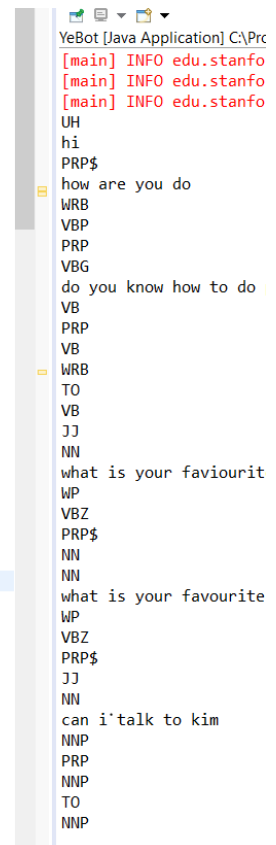 YeBot [Java Application] C:\Pro
[main] INFO edu.stanfo
[main] INFO edu.stanfo
[main] INFO edu.stanfo
UH
hi
PRP$
how are you do
WRB
VBP
PRP
VBG
do you know how to do
VB
PRP
VB
WRB
TO
VB
JJ
NN
what is your faviourit
WP
VBZ
PRP$
NN
NN
what is your favourite
WP
VBZ
PRP$
JJ
NN
can i`talk to kim
NNP
PRP
NNP
TO
NNP